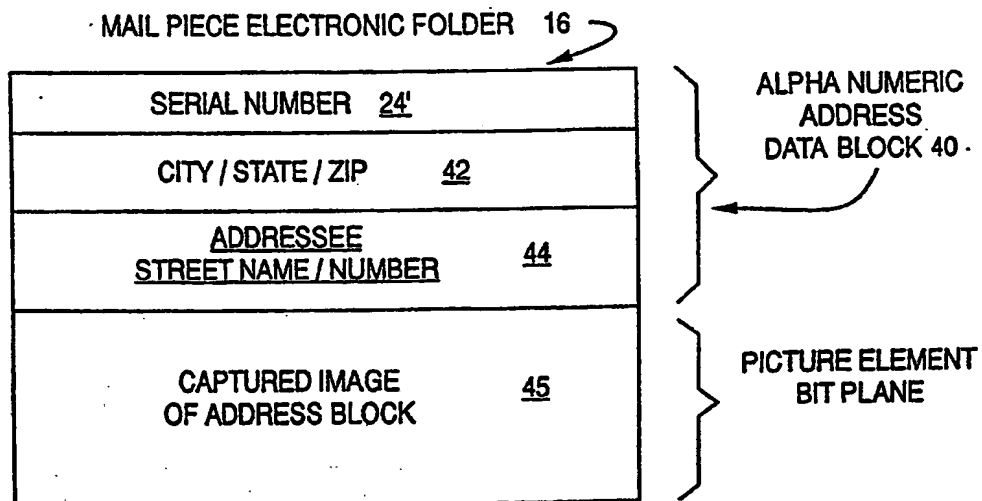 MAIL PIECE ELECTRONIC FOLDER 16
SERIAL NUMBER 24'
CITY / STATE / ZIP 42
ADDRESSEE
STREET NAME / NUMBER 44
CAPTURED IMAGE
OF ADDRESS BLOCK 45
ALPHA NUMERIC
ADDRESS
DATA BLOCK 40
PICTURE ELEMENT
BIT PLANE